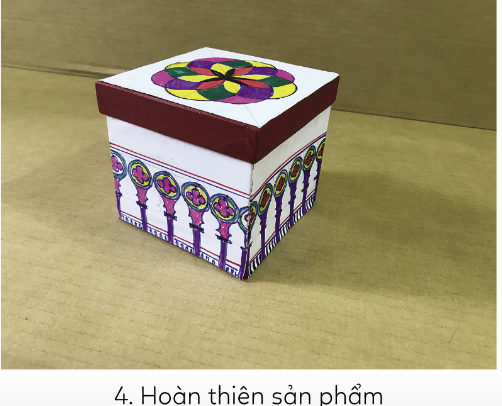 4. Hoàn thiện sản phẩm